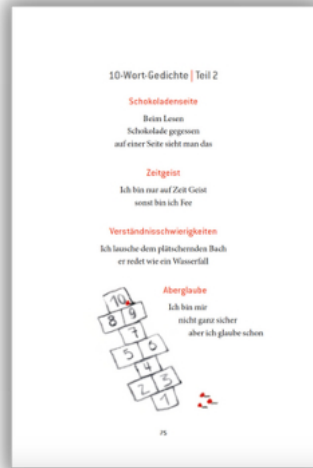 10-Wort-Gedichte | Teil 2
Schokoladenseite
Beim Lesen
Schokolade gegessen
auf einer Seite sieht man das
Zeitgeist
Ich bin nur auf Zeit Geist
sonst bin ich Fee
Verständnisschwierigkeiten
Ich lausche dem plätschernden Bach
er redet wie ein Wasserfall
Aberglaube
Ich bin mir
nicht ganz sicher
aber ich glaube schon
10
8 9
7
5 6
4
2 3
1
75